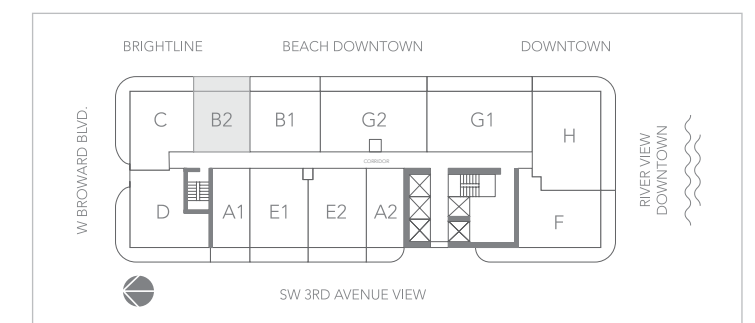 BRIGHTLINE BEACH DOWNTOWN DOWNTOWN
W BROWARD BLVD.
C B2 B1 G2 G1
H
CORRIDOR
RIVER VIEW
DOWNTOWN
D A1 E1 E2 A2
F
SW 3RD AVENUE VIEW